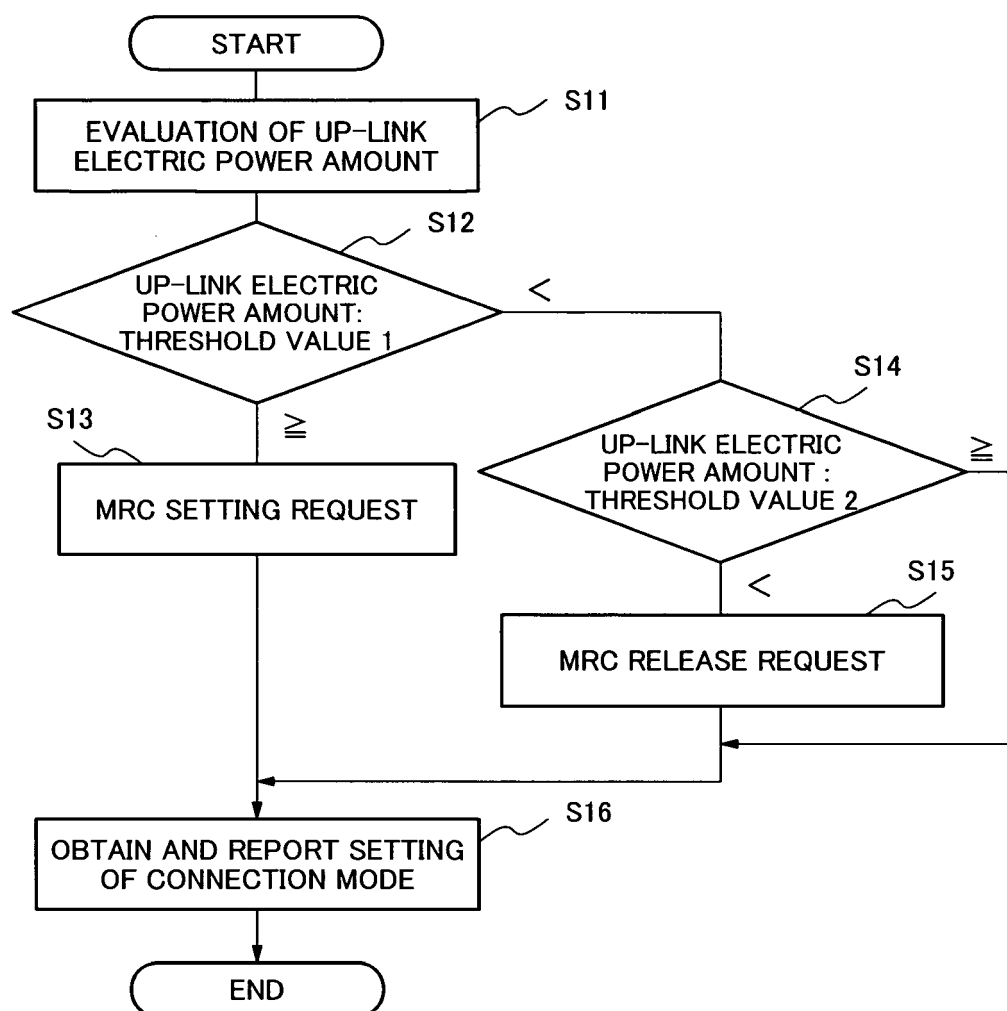 START
S11
EVALUATION OF UP-LINK
ELECTRIC POWER AMOUNT
S12
UP-LINK ELECTRIC
POWER AMOUNT:
THRESHOLD VALUE 1
<
S14
S13
≧
UP-LINK ELECTRIC
POWER AMOUNT :
THRESHOLD VALUE 2
≧
MRC SETTING REQUEST
<
S15
MRC RELEASE REQUEST
S16
OBTAIN AND REPORT SETTING
OF CONNECTION MODE
END